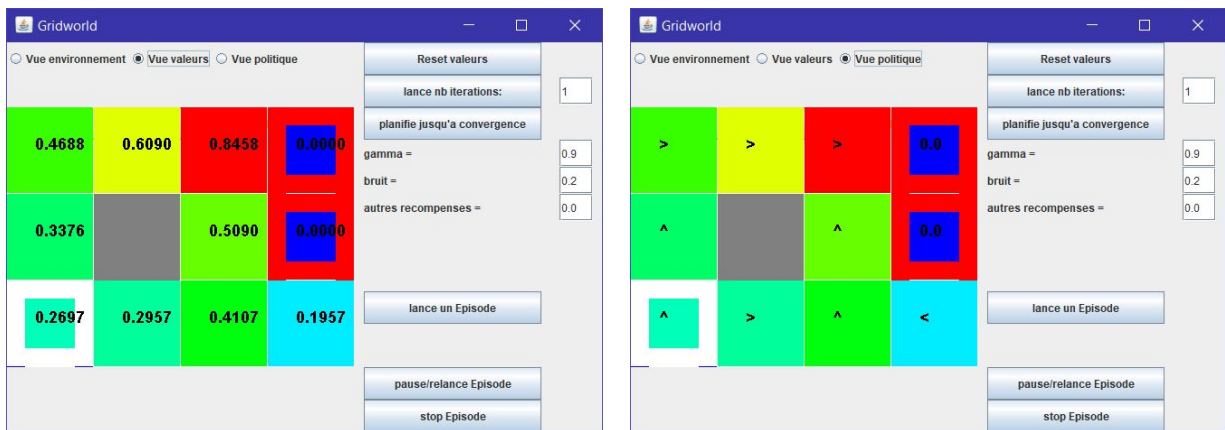 Gridworld
Vue environnement Vue valeurs Vue politique
Reset valeurs
lance nb iterations: 1
planifie jusqu'a convergence
gamma = 0.9
bruit = 0.2
autres recompenses = 0.0
0.4688 0.6090 0.8458 0.0000
0.3376 0.5090 0.0000
0.2697 0.2957 0.4107 0.1957
lance un Episode
pause/relance Episode
stop Episode
Gridworld
Vue environnement Vue valeurs Vue politique
Reset valeurs
lance nb iterations: 1
planifie jusqu'a convergence
gamma = 0.9
bruit = 0.2
autres recompenses = 0.0
> > > 0.0
^ ^ 0.0
^ > ^ <
lance un Episode
pause/relance Episode
stop Episode